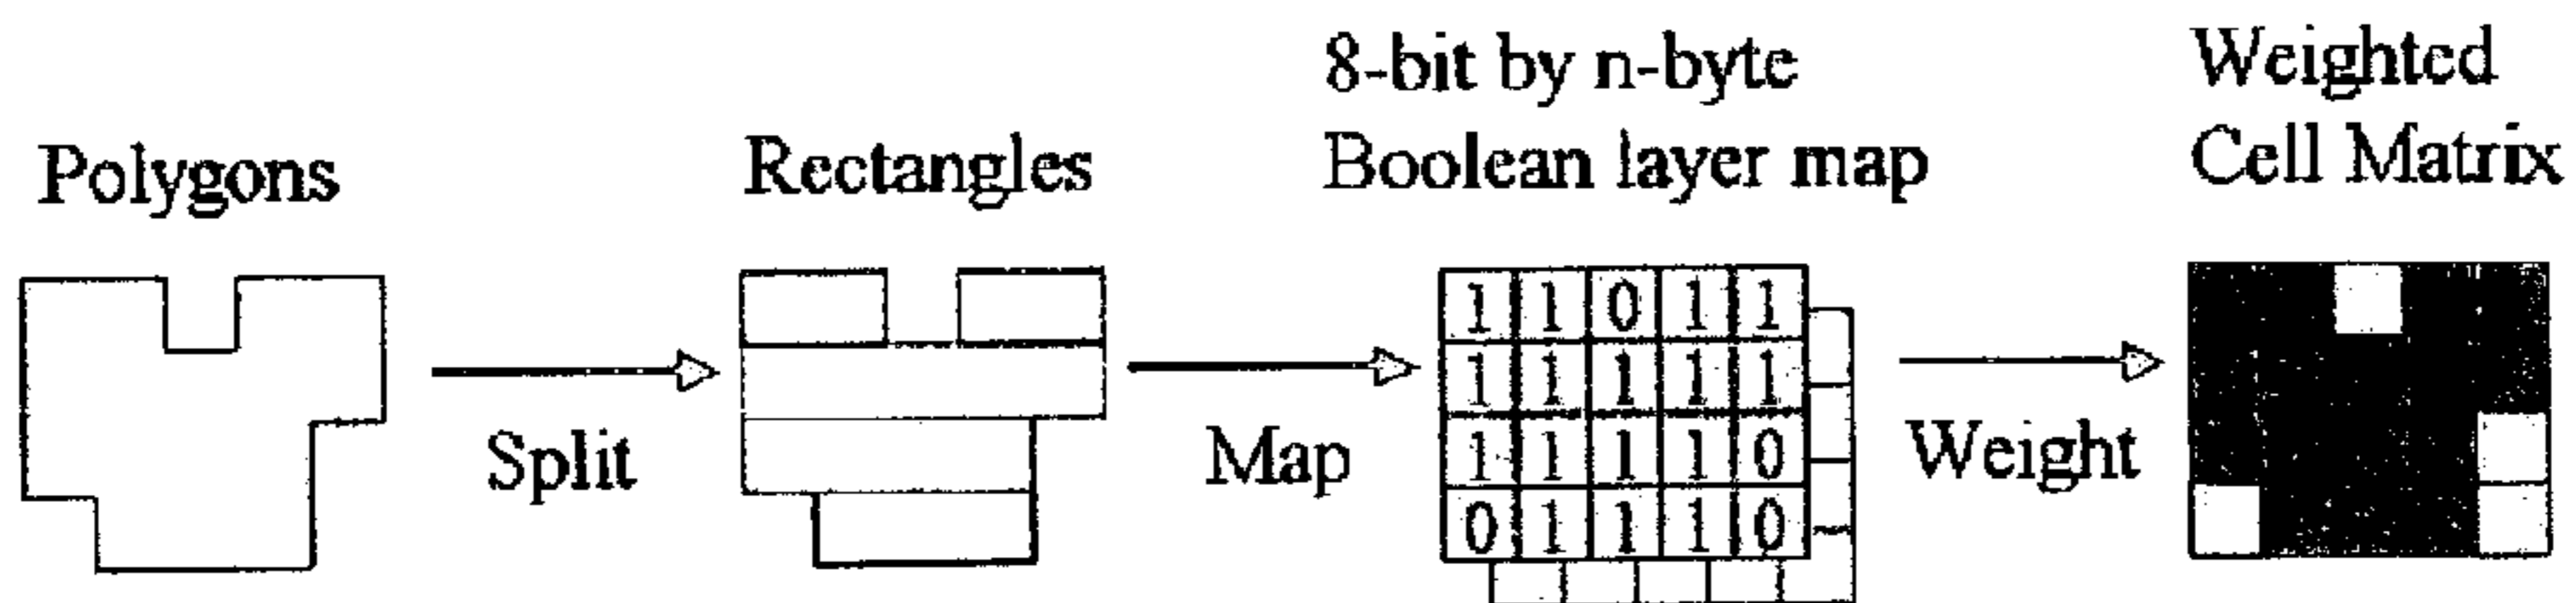 Polygons
Split
Rectangles
Map
8-bit by n-byte
Boolean layer map
1 1 0 1 1
1 1 1 1 1
1 1 1 1 0
0 1 1 1 0
Weight
Weighted
Cell Matrix